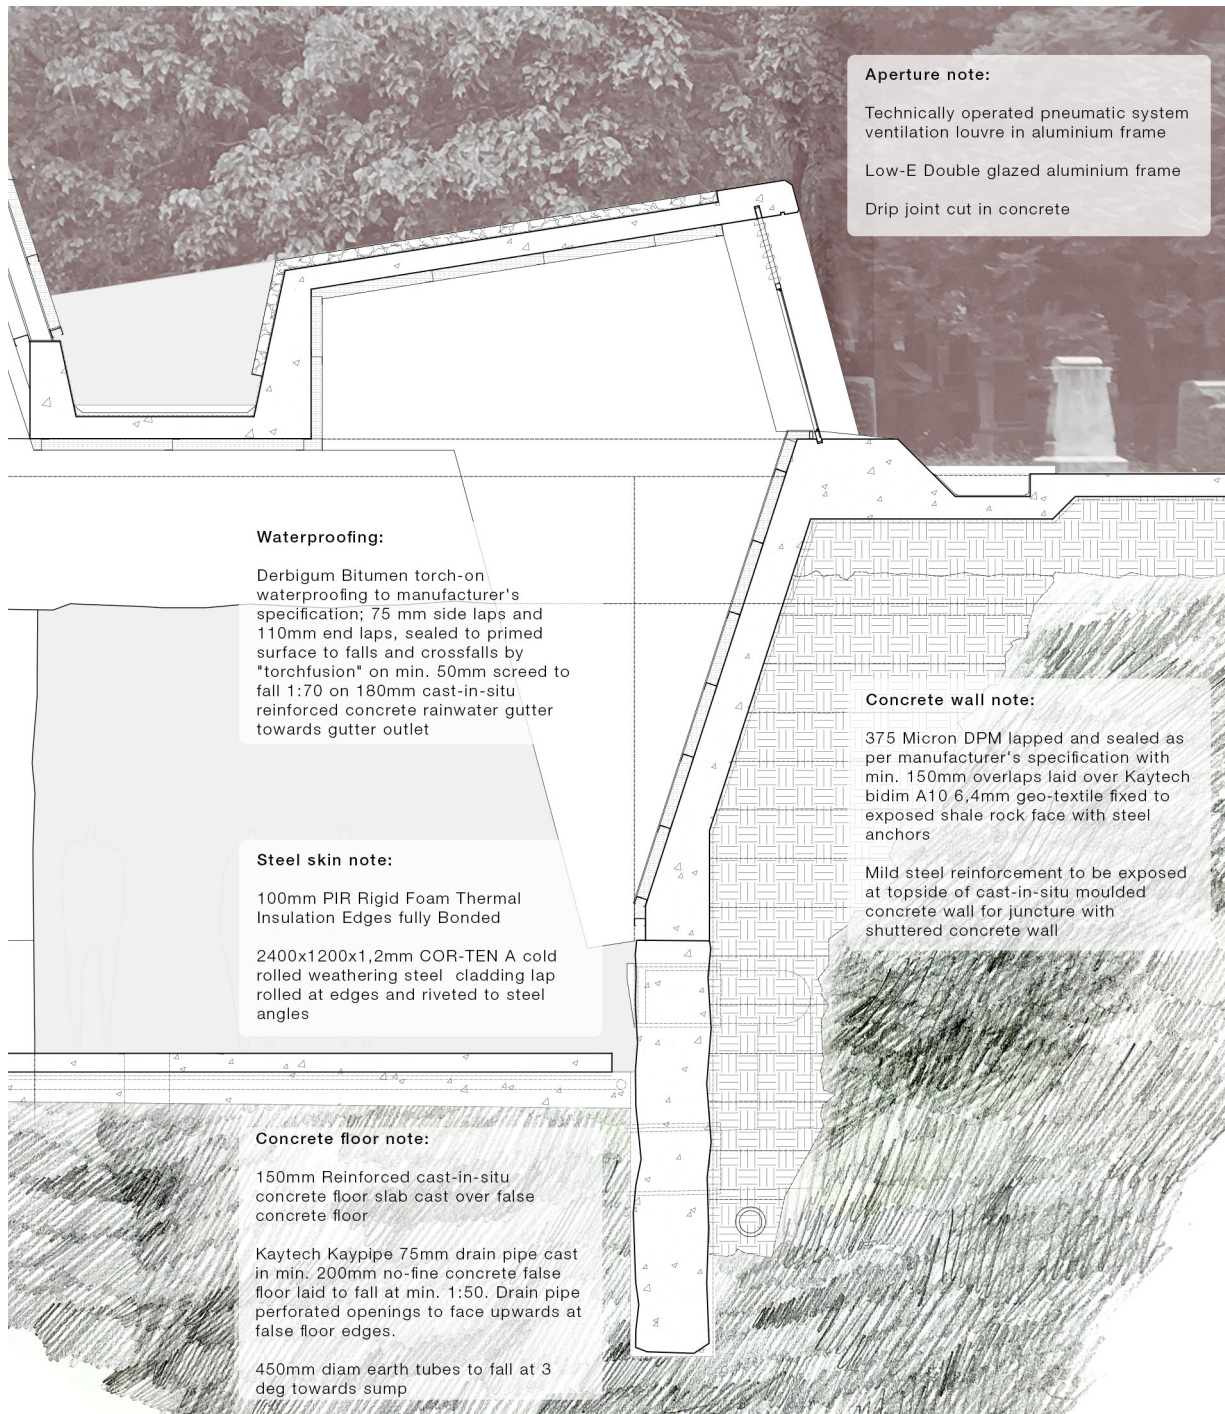 Aperture note:
Technically operated pneumatic system
ventilation louvre in aluminium frame
Low-E Double glazed aluminium frame
Drip joint cut in concrete
Waterproofing:
Derbigum Bitumen torch-on
waterproofing to manufacturer's
specification; 75 mm side laps and
110mm end laps, sealed to primed
surface to falls and crossfalls by
"torchfusion" on min. 50mm screed to
fall 1:70 on 180mm cast-in-situ
reinforced concrete rainwater gutter
towards gutter outlet
Concrete wall note:
375 Micron DPM lapped and sealed as
per manufacturer's specification with
min. 150mm overlaps laid over Kaytech
bidim A10 6,4mm geo-textile fixed to
exposed shale rock face with steel
anchors
Mild steel reinforcement to be exposed
at topside of cast-in-situ moulded
concrete wall for juncture with
shuttered concrete wall
Steel skin note:
100mm PIR Rigid Foam Thermal
Insulation Edges fully Bonded
2400x1200x1,2mm COR-TEN A cold
rolled weathering steel cladding lap
rolled at edges and riveted to steel
angles
Concrete floor note:
150mm Reinforced cast-in-situ
concrete floor slab cast over false
concrete floor
Kaytech Kaypipe 75mm drain pipe cast
in min. 200mm no-fine concrete false
floor laid to fall at min. 1:50. Drain pipe
perforated openings to face upwards at
false floor edges.
450mm diam earth tubes to fall at 3
deg towards sump